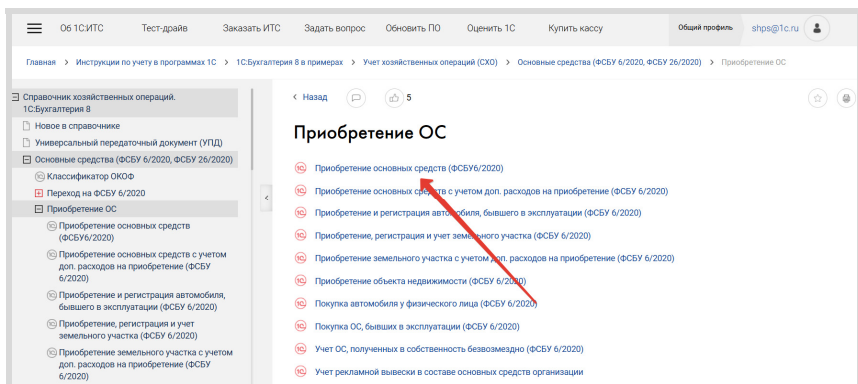 Об 1С:ИТС Тест-драйв Заказать ИТС Задать вопрос Обновить ПО Оценить 1С Купить кассу Общий профиль shps@1c.ru
Главная > Инструкции по учету в программах 1С > 1С:Бухгалтерия 8 в примерах > Учет хозяйственных операций (СХО) > Основные средства (ФСБУ 6/2020, ФСБУ 26/2020) > Приобретение ОС
Справочник хозяйственных операций.
1С:Бухгалтерия 8
Новое в справочнике
Универсальный передаточный документ (УПД)
Основные средства (ФСБУ 6/2020, ФСБУ 26/2020)
Классификатор ОКОФ
Переход на ФСБУ 6/2020
Приобретение ОС
Приобретение основных средств
(ФСБУ6/2020)
Приобретение основных средств с учетом
доп. расходов на приобретение (ФСБУ
6/2020)
Приобретение и регистрация автомобиля,
бывшего в эксплуатации (ФСБУ 6/2020)
Приобретение, регистрация и учет
земельного участка (ФСБУ 6/2020)
Приобретение земельного участка с учетом
доп. расходов на приобретение (ФСБУ
6/2020)
< Назад 5
Приобретение ОС
Приобретение основных средств (ФСБУ6/2020)
Приобретение основных средств с учетом доп. расходов на приобретение (ФСБУ 6/2020)
Приобретение и регистрация автомобиля, бывшего в эксплуатации (ФСБУ 6/2020)
Приобретение, регистрация и учет земельного участка (ФСБУ 6/2020)
Приобретение земельного участка с учетом доп. расходов на приобретение (ФСБУ 6/2020)
Приобретение объекта недвижимости (ФСБУ 6/2020)
Покупка автомобиля у физического лица (ФСБУ 6/2020)
Покупка ОС, бывших в эксплуатации (ФСБУ 6/2020)
Учет ОС, полученных в собственность безвозмездно (ФСБУ 6/2020)
Учет рекламной вывески в составе основных средств организации